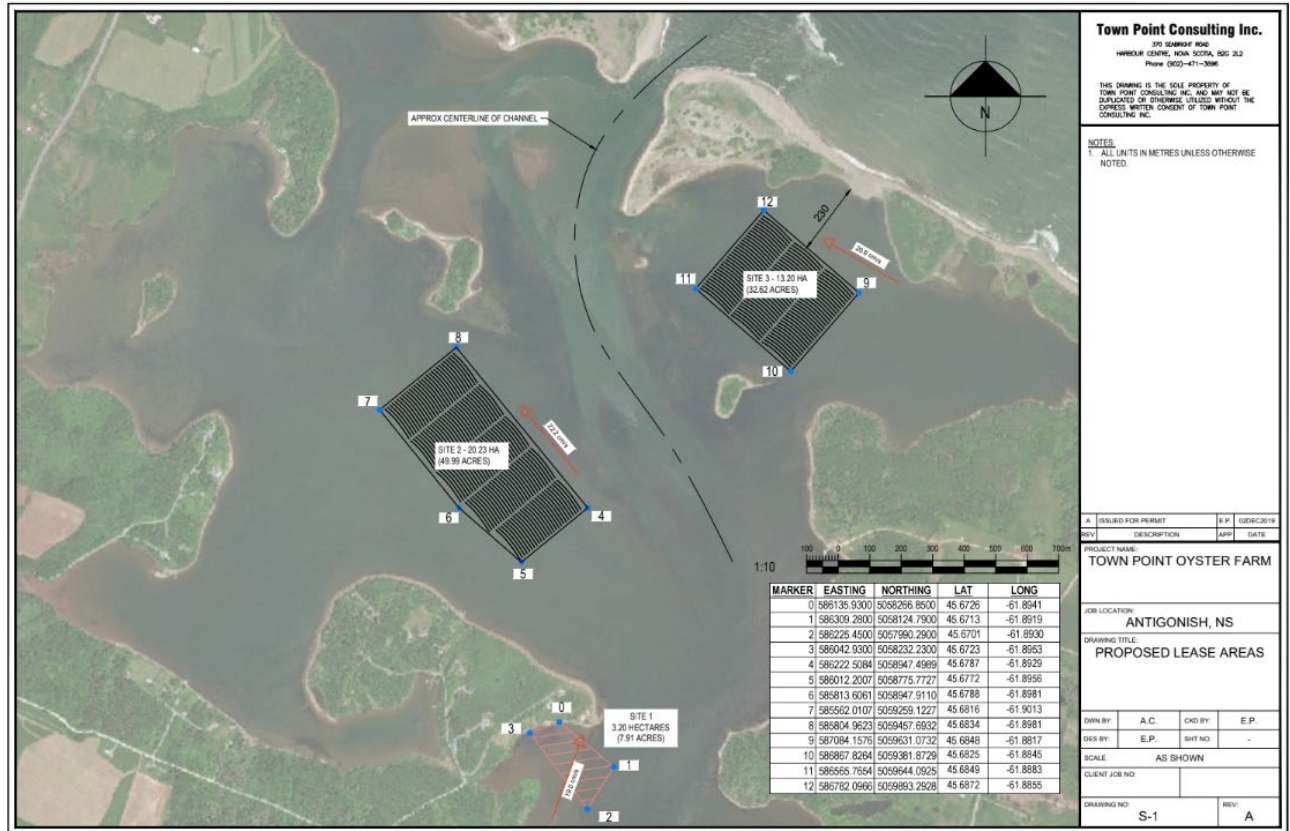 Town Point Consulting Inc.
370 SEABRIGHT ROAD
HARBOUR CENTRE, NOVA SCOTIA, B2G 2L2
Phone (902)-471-3696
THIS DRAWING IS THE SOLE PROPERTY OF
TOWN POINT CONSULTING INC. AND MAY NOT BE
DUPLICATED OR OTHERWISE UTILIZED WITHOUT THE
EXPRESS WRITTEN CONSENT OF TOWN POINT
CONSULTING INC.
NOTES:
1. ALL UNITS IN METRES UNLESS OTHERWISE
NOTED.
APPROX CENTERLINE OF CHANNEL
N
12
230
20.9 cm/s
11
SITE 3 - 13.20 HA
(32.62 ACRES)
9
10
8
7
22.2 cm/s
SITE 2 - 20.23 HA
(49.99 ACRES)
6
4
5
0
3
SITE 1
3.20 HECTARES
(7.91 ACRES)
1
19.0 cm/s
2
1:10
100 0 100 200 300 400 500 600 700m
MARKER EASTING NORTHING LAT LONG
0 586135.9300 5058266.8500 45.6726 -61.8941
1 586309.2800 5058124.7900 45.6713 -61.8919
2 586225.4500 5057990.2900 45.6701 -61.8930
3 586042.9300 5058232.2300 45.6723 -61.8953
4 586222.5084 5058947.4989 45.6787 -61.8929
5 586012.2007 5058775.7727 45.6772 -61.8956
6 585813.6061 5058947.9110 45.6788 -61.8981
7 585562.0107 5059259.1227 45.6816 -61.9013
8 585804.9623 5059457.6932 45.6834 -61.8981
9 587084.1576 5059631.0732 45.6848 -61.8817
10 586867.8264 5059381.8729 45.6825 -61.8845
11 586565.7654 5059644.0925 45.6849 -61.8883
12 586782.0966 5059893.2928 45.6872 -61.8855
A ISSUED FOR PERMIT E.P. 02DEC2019
REV DESCRIPTION APP DATE
PROJECT NAME:
TOWN POINT OYSTER FARM
JOB LOCATION:
ANTIGONISH, NS
DRAWING TITLE:
PROPOSED LEASE AREAS
DWN BY: A.C. CKD BY: E.P.
DES BY: E.P. SHT NO: -
SCALE AS SHOWN
CLIENT JOB NO:
DRAWING NO: REV:
S-1 A